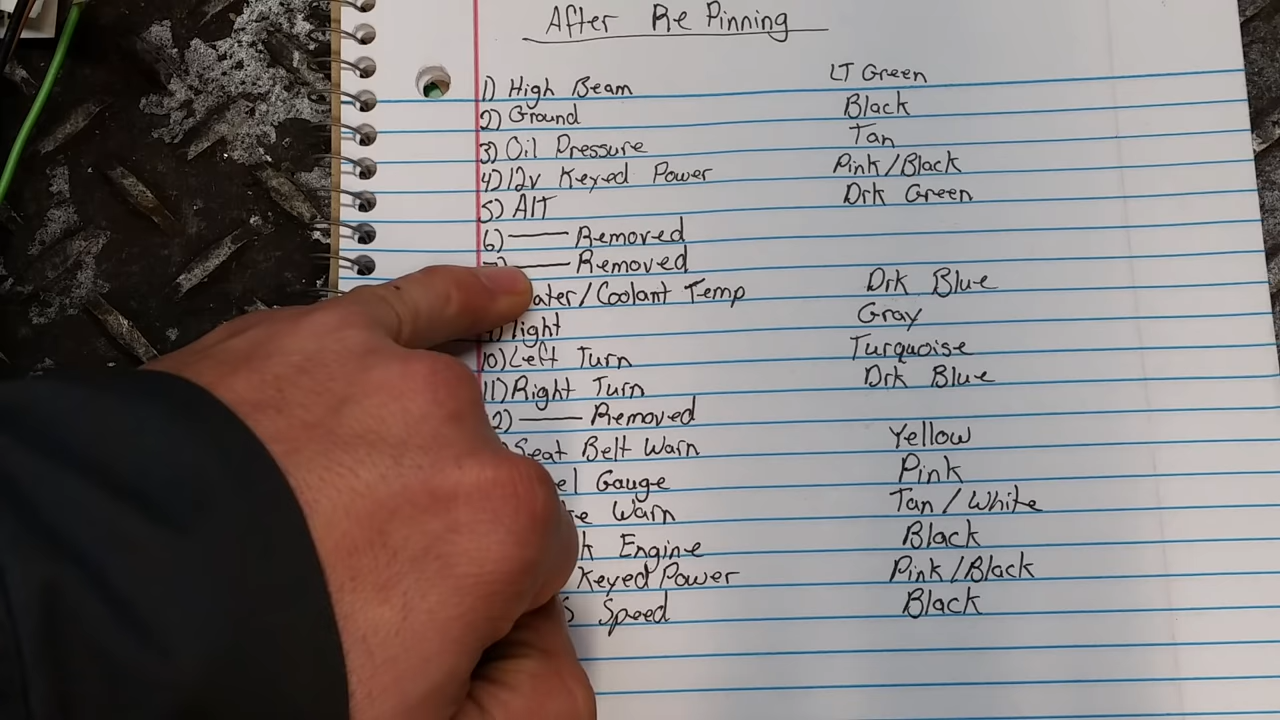 After Re Pinning
1) High Beam LT Green
2) Ground Black
3) Oil Pressure Tan
4) 12v Keyed Power Pink/Black
5) Alt Drk Green
6) —— Removed
7) —— Removed
ater/Coolant Temp Drk Blue
light Gray
10) Left Turn Turquoise
11) Right Turn Drk Blue
2) —— Removed
Seat Belt Warn Yellow
el Gauge Pink
Warn Tan/White
k Engine Black
Keyed Power Pink/Black
S Speed Black